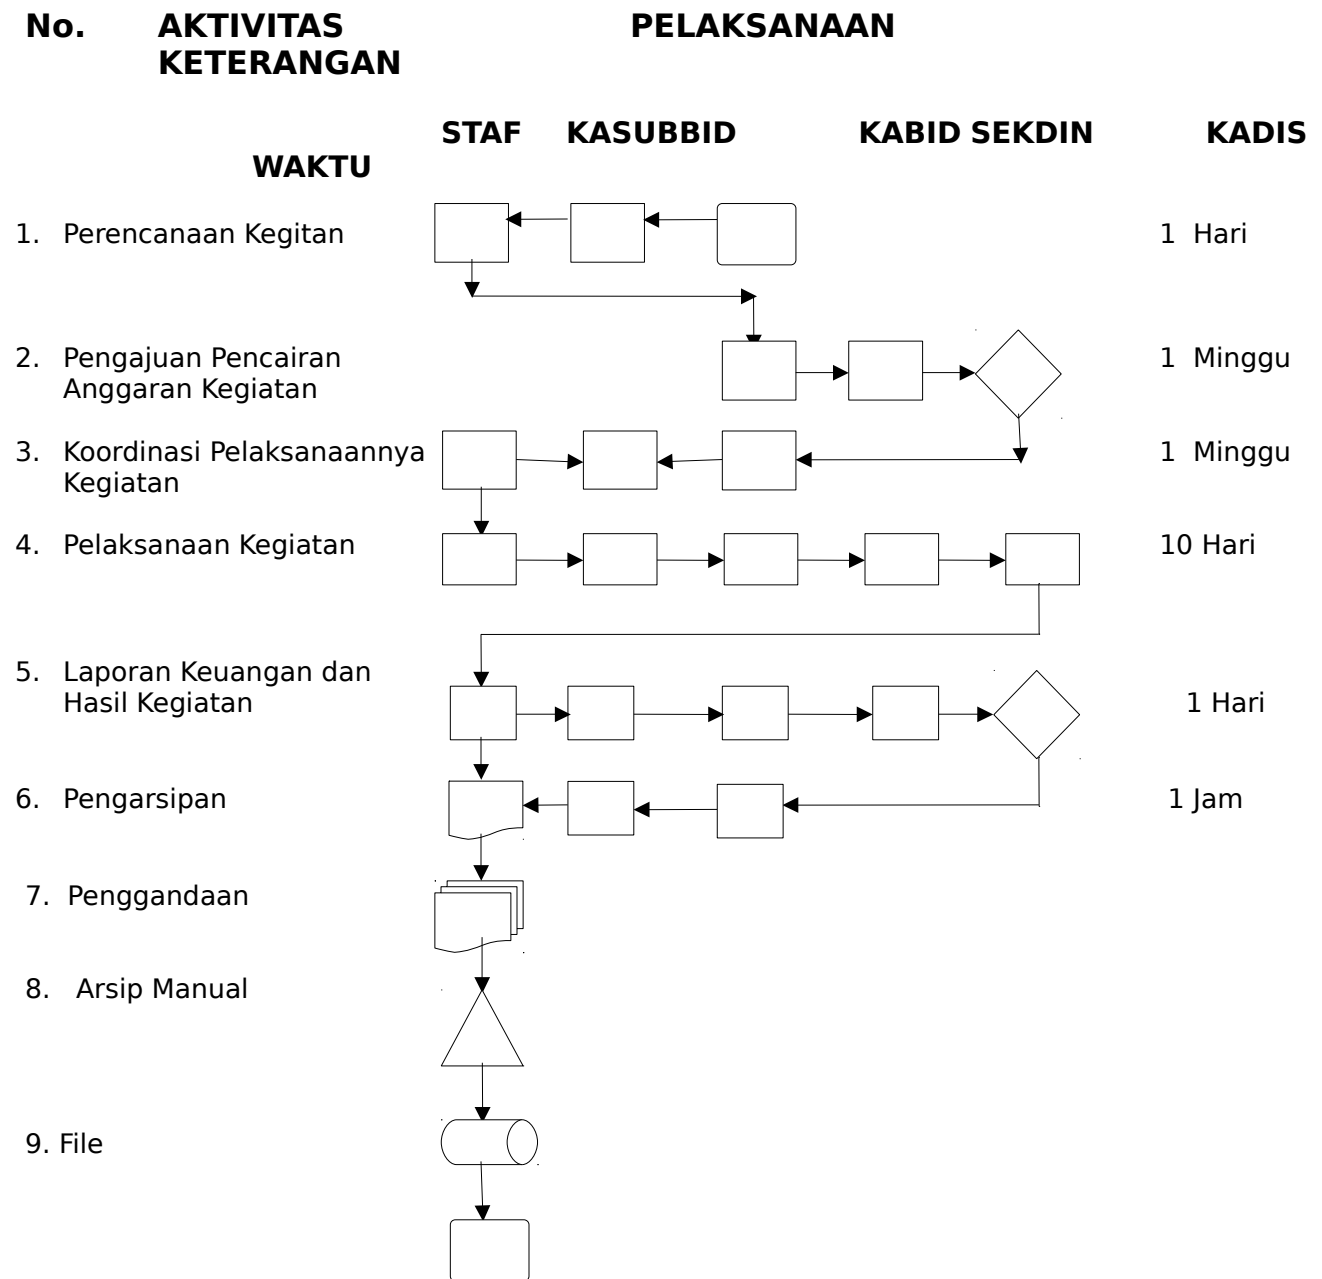 No. AKTIVITAS PELAKSANAAN
KETERANGAN
STAF KASUBBID KABID SEKDIN KADIS
WAKTU
1. Perencanaan Kegitan 1 Hari
2. Pengajuan Pencairan 1 Minggu
Anggaran Kegiatan
3. Koordinasi Pelaksanaannya 1 Minggu
Kegiatan
4. Pelaksanaan Kegiatan 10 Hari
5. Laporan Keuangan dan
Hasil Kegiatan 1 Hari
6. Pengarsipan 1 Jam
7. Penggandaan
8. Arsip Manual
9. File